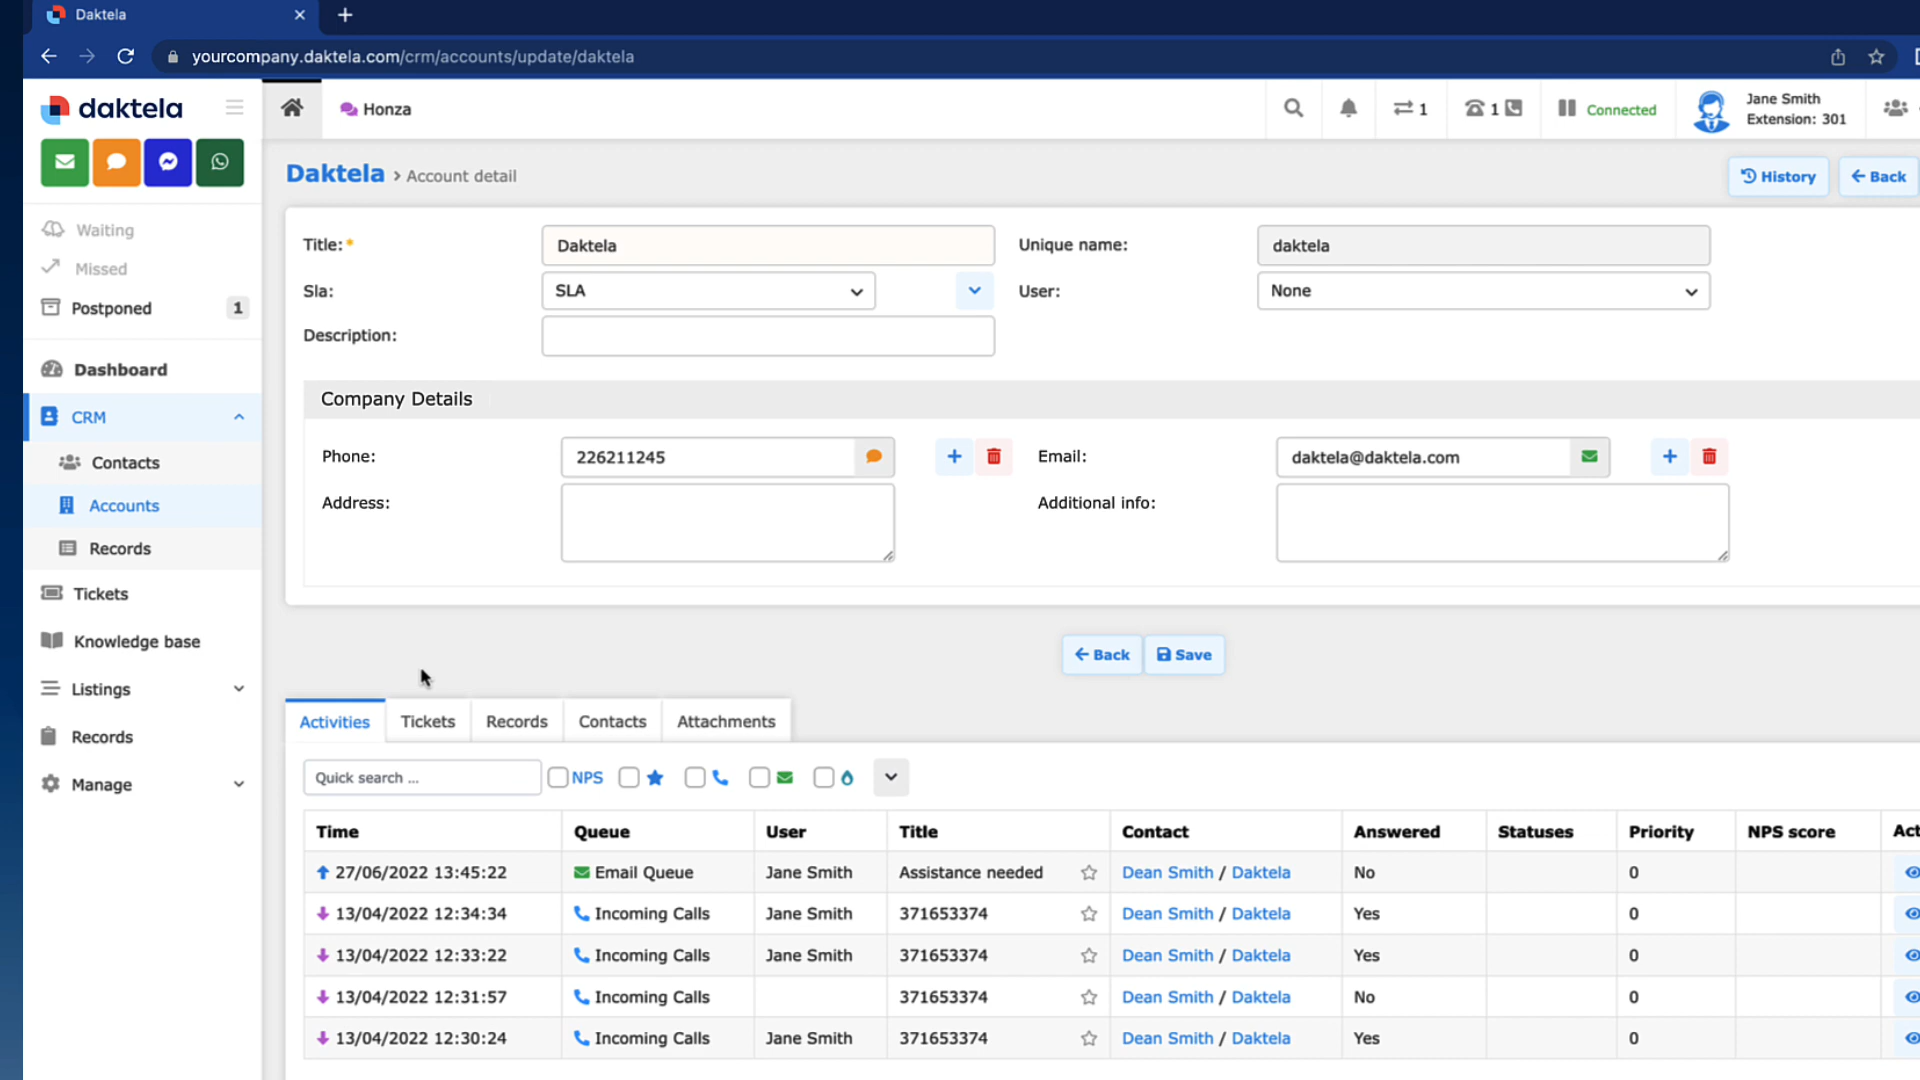 Daktela
yourcompany.daktela.com/crm/accounts/update/daktela
daktela
Honza
1
1
Connected
Jane Smith
Extension: 301
Waiting
Missed
Postponed 1
Dashboard
CRM
Contacts
Accounts
Records
Tickets
Knowledge base
Listings
Records
Manage
Daktela > Account detail
History
Back
Title:* Daktela Unique name: daktela
Sla: SLA User: None
Description:
Company Details
Phone: 226211245 Email: daktela@daktela.com
Address: Additional info:
Back Save
Activities Tickets Records Contacts Attachments
Quick search ... NPS
Time Queue User Title Contact Answered Statuses Priority NPS score
27/06/2022 13:45:22 Email Queue Jane Smith Assistance needed Dean Smith / Daktela No 0
13/04/2022 12:34:34 Incoming Calls Jane Smith 371653374 Dean Smith / Daktela Yes 0
13/04/2022 12:33:22 Incoming Calls Jane Smith 371653374 Dean Smith / Daktela Yes 0
13/04/2022 12:31:57 Incoming Calls 371653374 Dean Smith / Daktela No 0
13/04/2022 12:30:24 Incoming Calls Jane Smith 371653374 Dean Smith / Daktela Yes 0